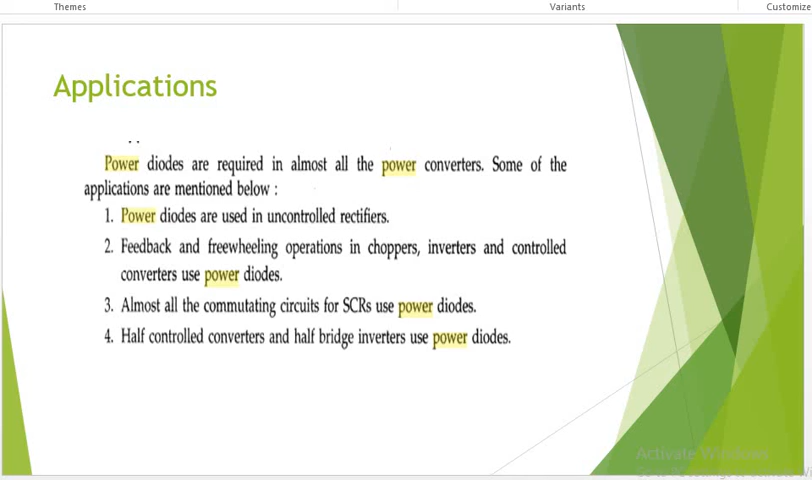 Themes Variants Customize
Applications
Power diodes are required in almost all the power converters. Some of the
applications are mentioned below :
1. Power diodes are used in uncontrolled rectifiers.
2. Feedback and freewheeling operations in choppers, inverters and controlled
converters use power diodes.
3. Almost all the commutating circuits for SCRs use power diodes.
4. Half controlled converters and half bridge inverters use power diodes.
Activate Windows